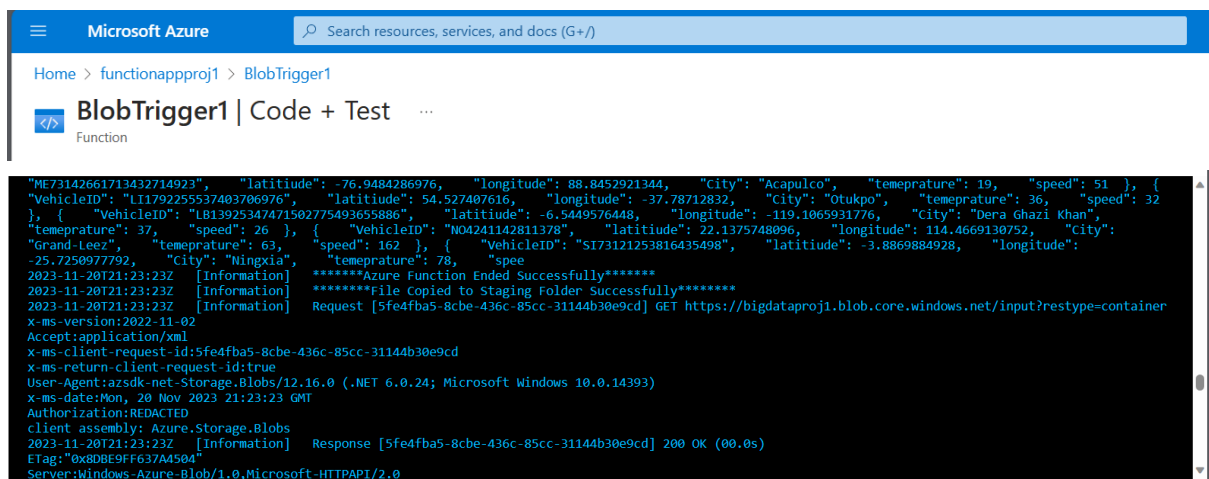 Microsoft Azure
Search resources, services, and docs (G+/)
Home > functionappproj1 > BlobTrigger1
BlobTrigger1 | Code + Test ...
Function
"ME73142661713432714923", "latitiude": -76.9484286976, "longitude": 88.8452921344, "City": "Acapulco", "temeprature": 19, "speed": 51 }, {
"VehicleID": "LI1792255537403706976", "latitiude": 54.527407616, "longitude": -37.78712832, "City": "Otukpo", "temeprature": 36, "speed": 32
}, { "VehicleID": "LB13925347471502775493655886", "latitiude": -6.5449576448, "longitude": -119.1065931776, "City": "Dera Ghazi Khan",
"temeprature": 37, "speed": 26 }, { "VehicleID": "NO4241142811378", "latitiude": 22.1375748096, "longitude": 114.4669130752, "City":
"Grand-Leez", "temeprature": 63, "speed": 162 }, { "VehicleID": "SI73121253816435498", "latitiude": -3.8869884928, "longitude":
-25.7250977792, "City": "Ningxia", "temeprature": 78, "spee
2023-11-20T21:23:23Z [Information] *******Azure Function Ended Successfully*******
2023-11-20T21:23:23Z [Information] ********File Copied to Staging Folder Successfully********
2023-11-20T21:23:23Z [Information] Request [5fe4fba5-8cbe-436c-85cc-31144b30e9cd] GET https://bigdataproj1.blob.core.windows.net/input?restype=container
x-ms-version:2022-11-02
Accept:application/xml
x-ms-client-request-id:5fe4fba5-8cbe-436c-85cc-31144b30e9cd
x-ms-return-client-request-id:true
User-Agent:azsdk-net-Storage.Blobs/12.16.0 (.NET 6.0.24; Microsoft Windows 10.0.14393)
x-ms-date:Mon, 20 Nov 2023 21:23:23 GMT
Authorization:REDACTED
client assembly: Azure.Storage.Blobs
2023-11-20T21:23:23Z [Information] Response [5fe4fba5-8cbe-436c-85cc-31144b30e9cd] 200 OK (00.0s)
ETag:"0x8DBE9FF637A4504"
Server:Windows-Azure-Blob/1.0,Microsoft-HTTPAPI/2.0